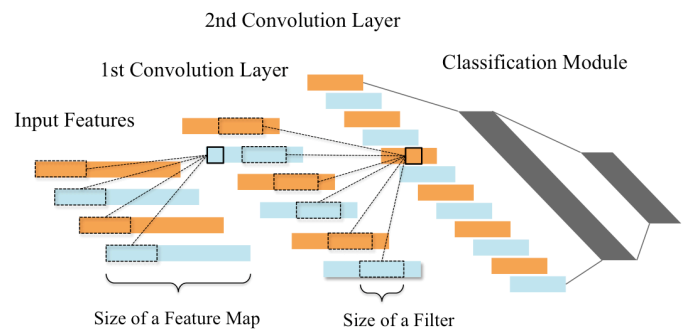 2nd Convolution Layer
1st Convolution Layer
Classification Module
Input Features
Size of a Feature Map
Size of a Filter